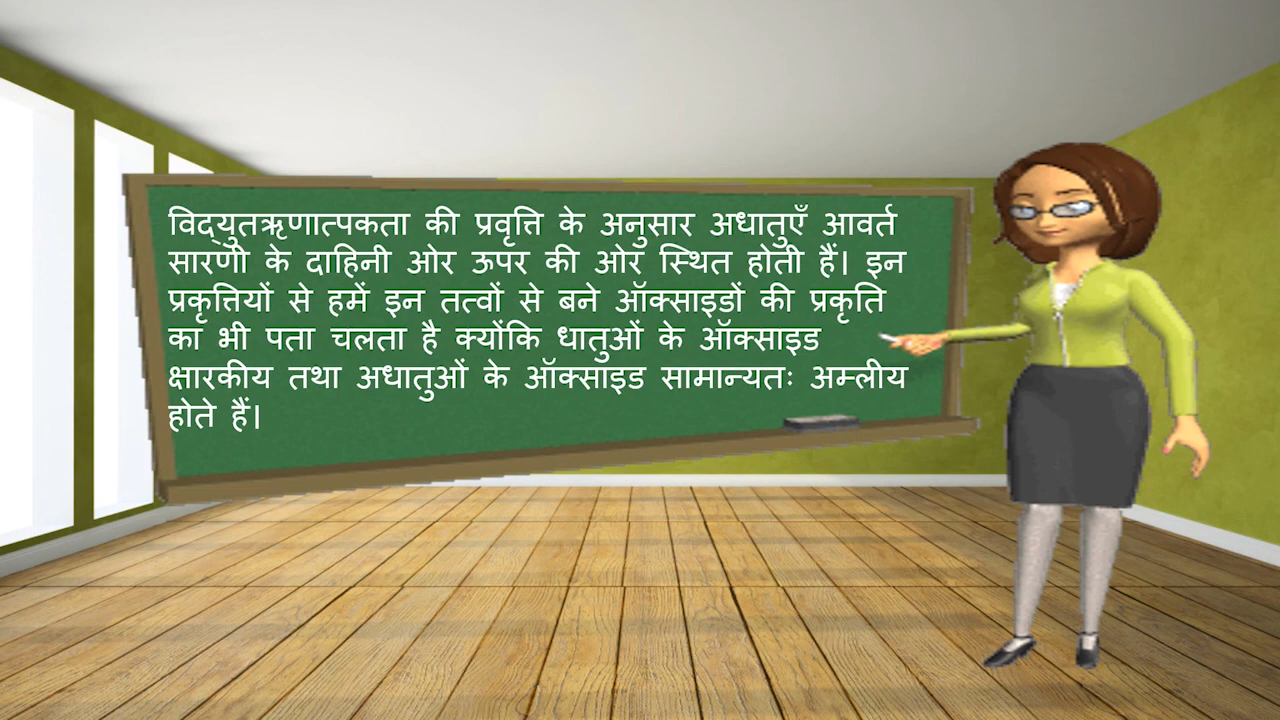 विद्युतऋणात्पकता की प्रवृत्ति के अनुसार अधातुएँ आवर्त
सारणी के दाहिनी ओर ऊपर की ओर स्थित होती हैं। इन
प्रकृत्तियों से हमें इन तत्वों से बने ऑक्साइडों की प्रकृति
का भी पता चलता है क्योंकि धातुओं के ऑक्साइड
क्षारकीय तथा अधातुओं के ऑक्साइड सामान्यतः अम्लीय
होते हैं।